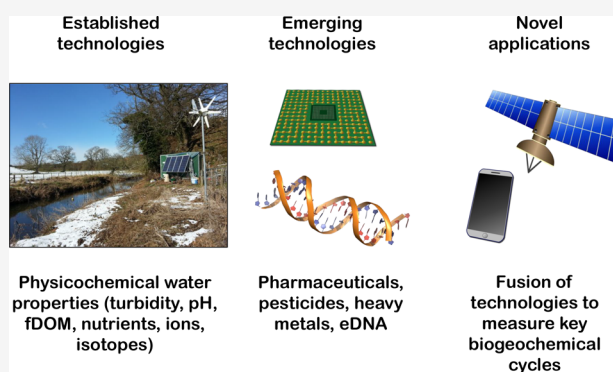 Established
technologies
Emerging
technologies
Novel
applications
Physicochemical water
properties (turbidity, pH,
fDOM, nutrients, ions,
isotopes)
Pharmaceuticals,
pesticides, heavy
metals, eDNA
Fusion of
technologies to
measure key
biogeochemical
cycles